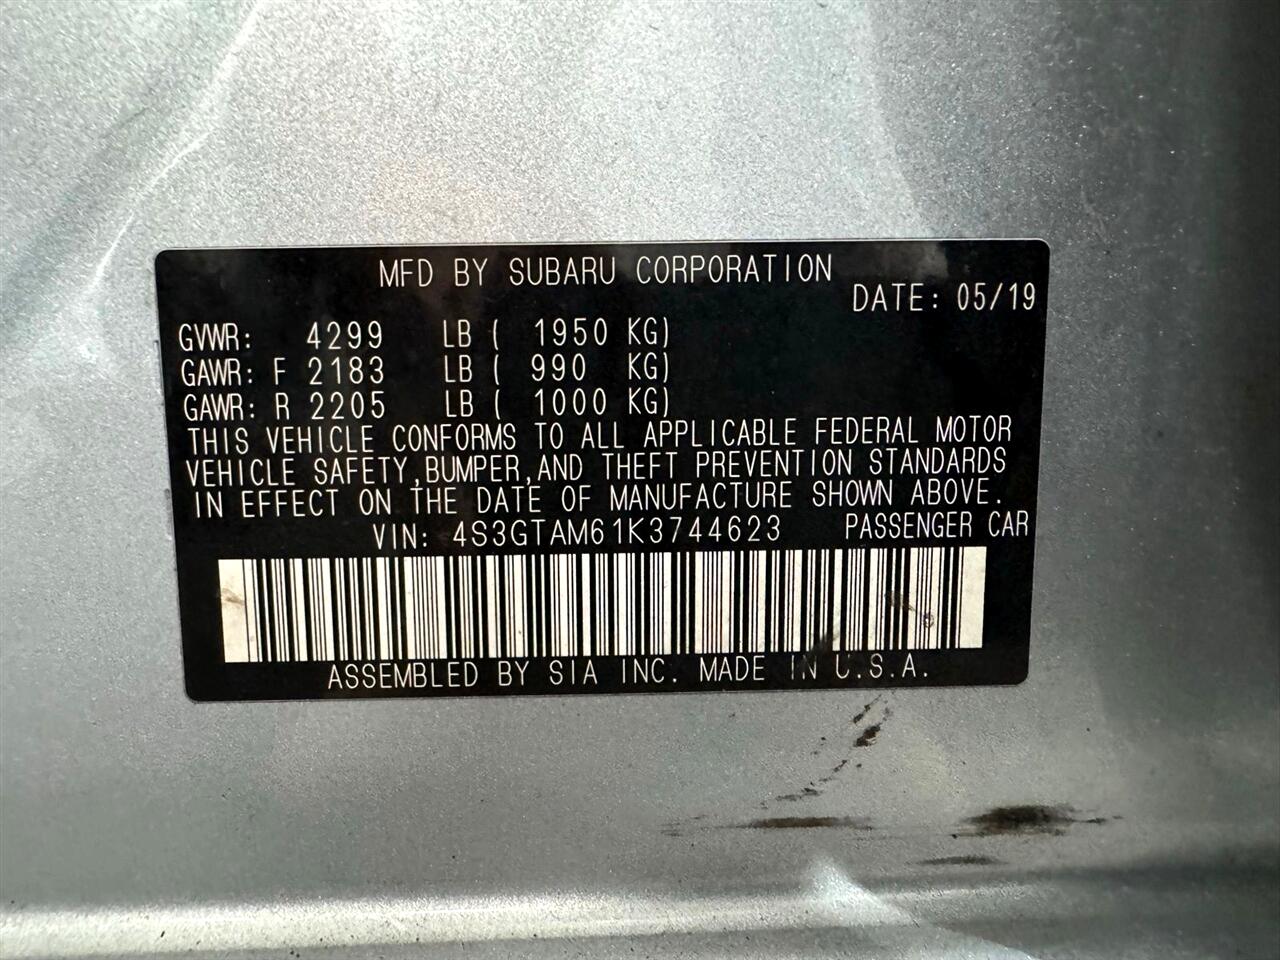 MFD BY SUBARU CORPORATION
DATE: 05/19
GVWR: 4299 LB ( 1950 KG)
GAWR: F 2183 LB ( 990 KG)
GAWR: R 2205 LB ( 1000 KG)
THIS VEHICLE CONFORMS TO ALL APPLICABLE FEDERAL MOTOR
VEHICLE SAFETY, BUMPER, AND THEFT PREVENTION STANDARDS
IN EFFECT ON THE DATE OF MANUFACTURE SHOWN ABOVE.
VIN: 4S3GTAM61K3744623 PASSENGER CAR
ASSEMBLED BY SIA INC. MADE IN U.S.A.